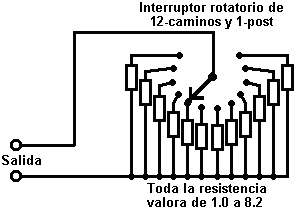 Interruptor rotatorio de
12-caminos y 1-post
Salida
Toda la resistencia
valora de 1.0 a 8.2